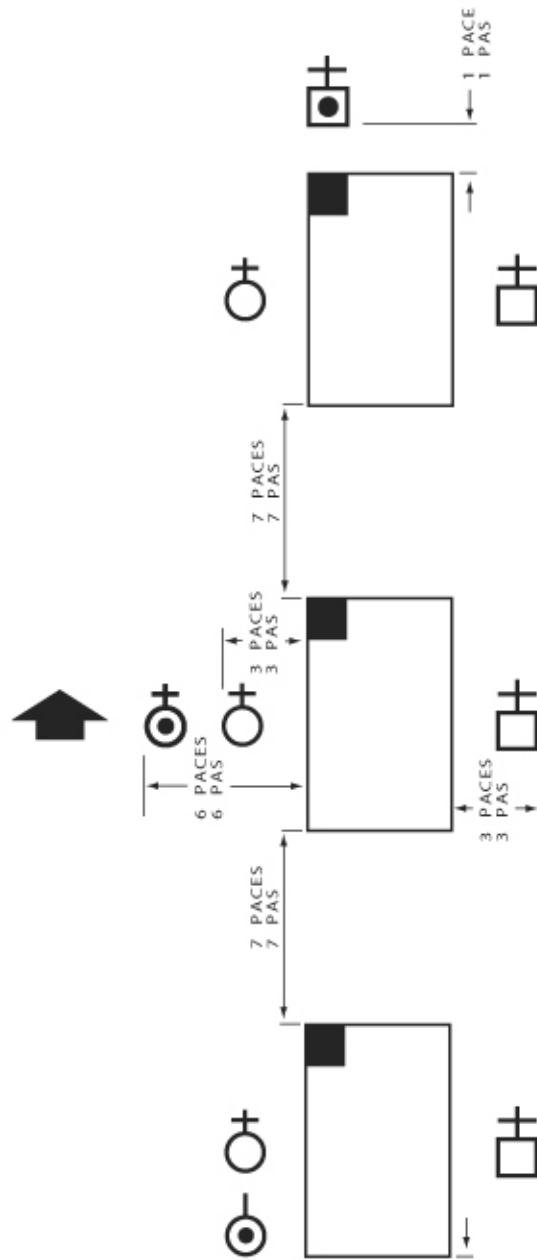 1 PACE
1 PAS
7 PACES
7 PAS
3 PACES
3 PAS
6 PACES
6 PAS
3 PACES
3 PAS
7 PACES
7 PAS